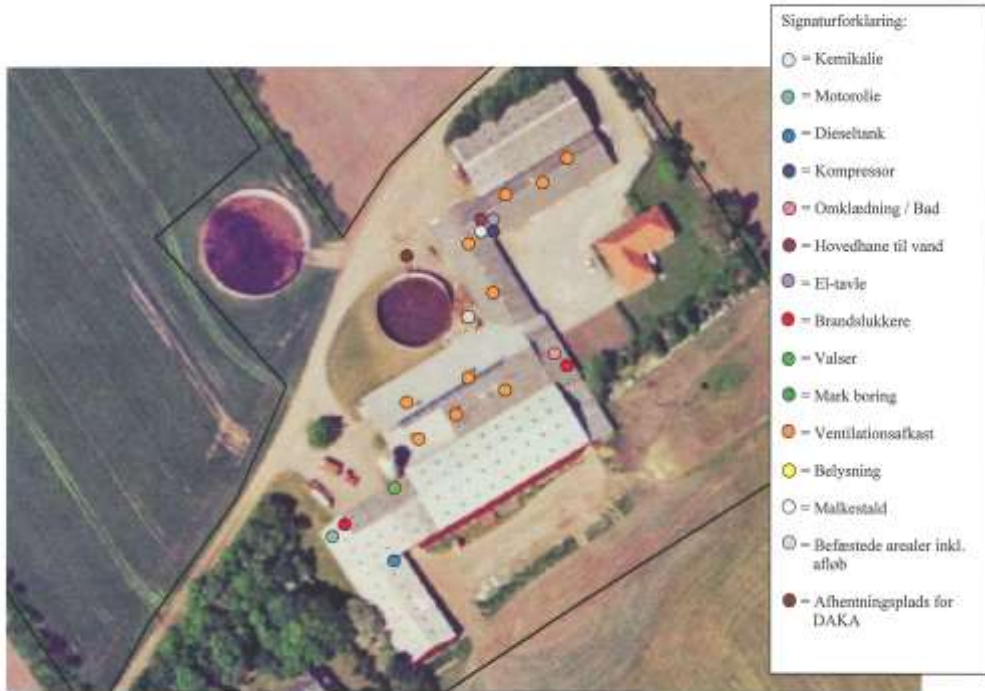 Signaturforklaring:
= Kemikalie
= Motorolie
= Dieseltank
= Kompressor
= Omklædning / Bad
= Hovedhane til vand
= El-tavle
= Brandslukkere
= Valser
= Mark boring
= Ventilationsafkast
= Belysning
= Malkestald
= Befæstede arealer inkl.
afløb
= Afhentningsplads for
DAKA